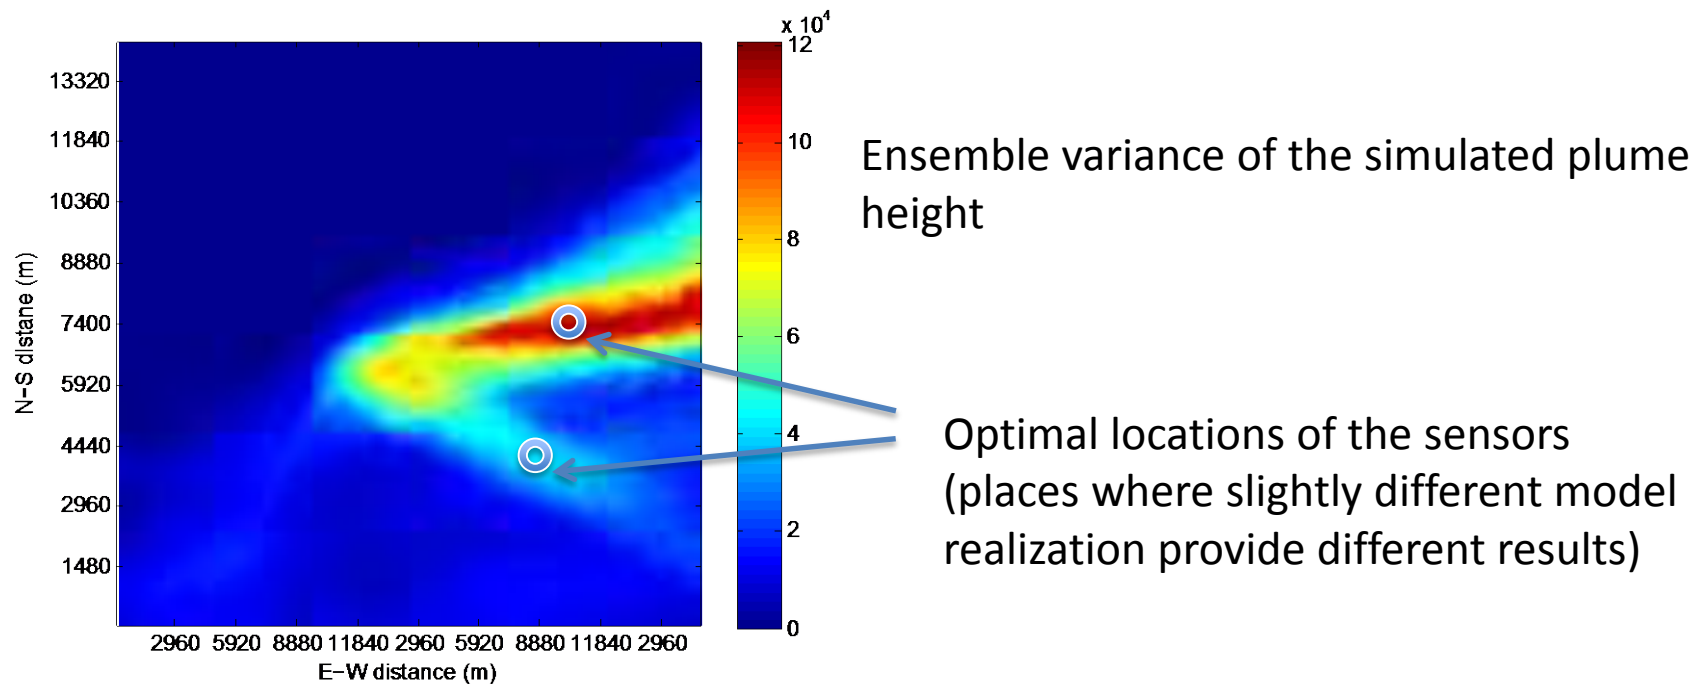 x 10⁴
12
10
8
6
4
2
0
13320
11840
10360
8880
7400
5920
4440
2960
1480
N-S distane (m)
2960 5920 8880 11840 2960 5920 8880 11840 2960
E-W distance (m)
Ensemble variance of the simulated plume
height
Optimal locations of the sensors
(places where slightly different model
realization provide different results)